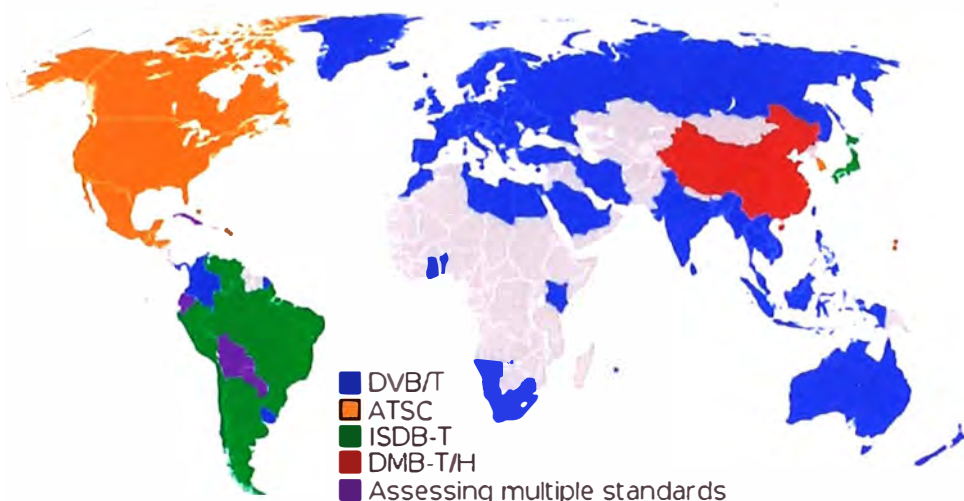 DVB/T
ATSC
ISDB-T
DMB-T/H
Assessing multiple standards